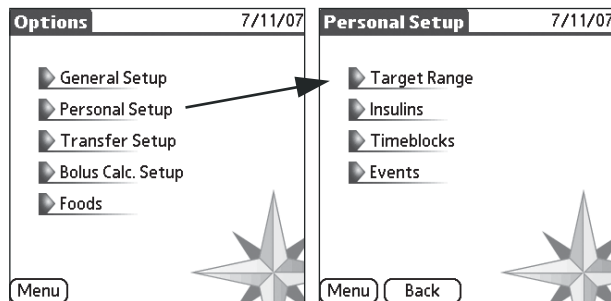 Options 7/11/07
General Setup
Personal Setup
Transfer Setup
Bolus Calc. Setup
Foods
Menu
Personal Setup 7/11/07
Target Range
Insulins
Timeblocks
Events
Menu Back